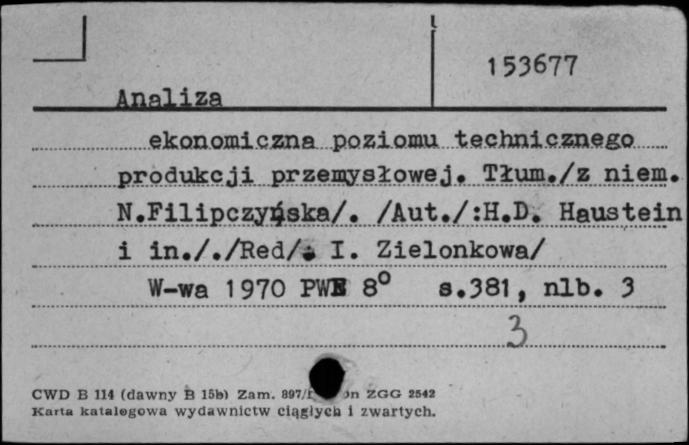 153677
Analiza
ekonomiczna poziomu technicznego
produkcji przemysłowej. Tłum./z niem.
N.Filipczyńska/. /Aut./:H.D. Haustein
i in./. /Red/. I. Zielonkowa/
W-wa 1970 PWE 8° s.381, nlb. 3
3
CWD B 114 (dawny B 15b) Zam. 897/ ZGG 2542
Karta katalogowa wydawnictw ciągłych i zwartych.